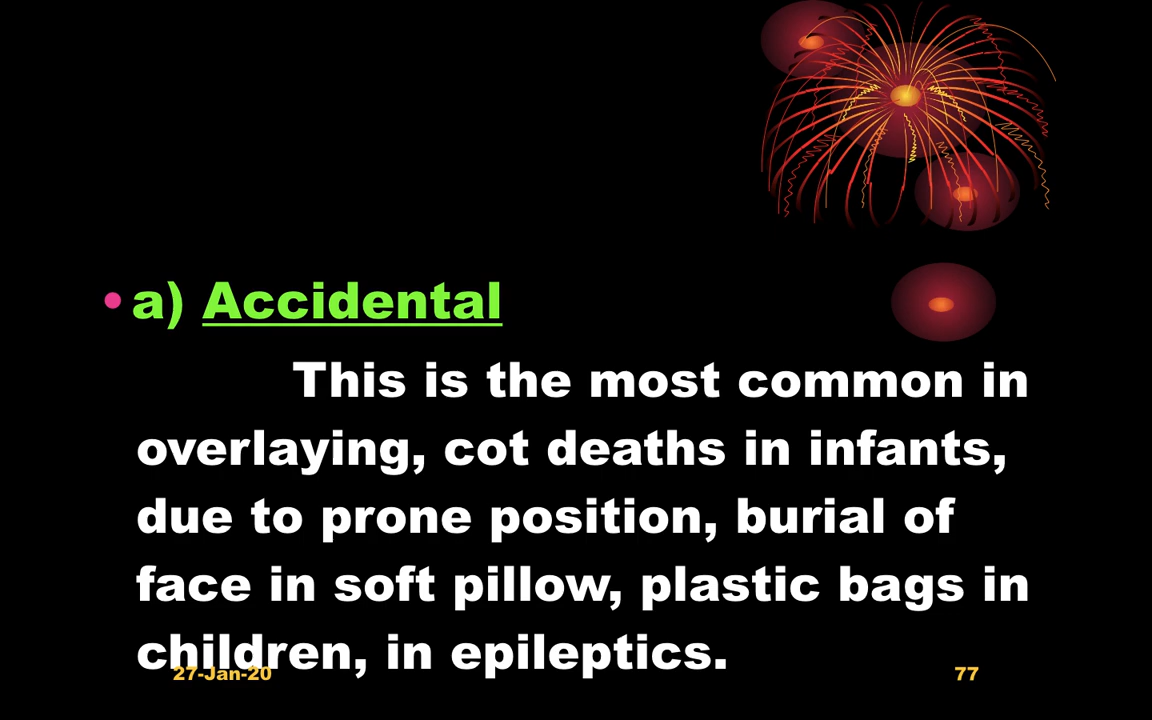 • a) Accidental
This is the most common in
overlaying, cot deaths in infants,
due to prone position, burial of
face in soft pillow, plastic bags in
children, in epileptics.
27-Jan-20
77